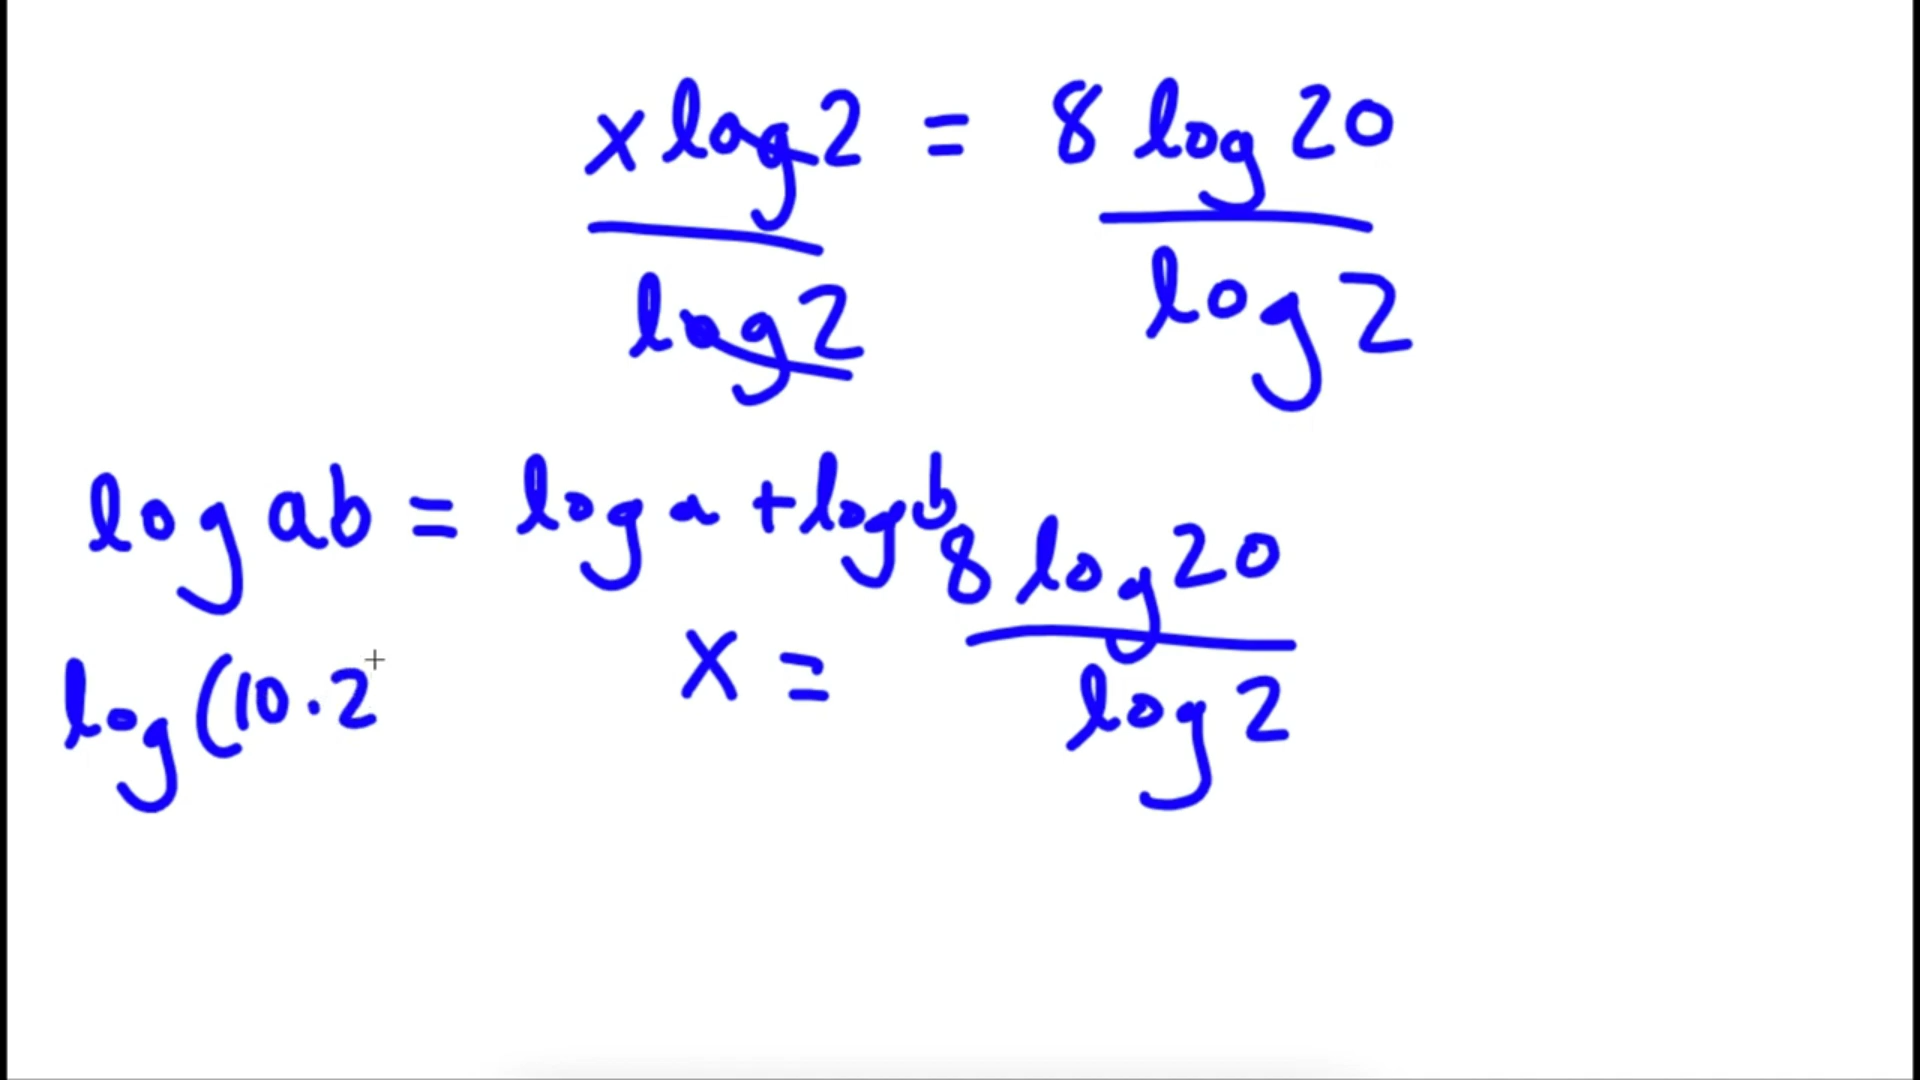 x log 2 = 8 log 20
log 2 log 2
log ab = log a + log b
8 log 20
x =
log 2
log (10 . 2